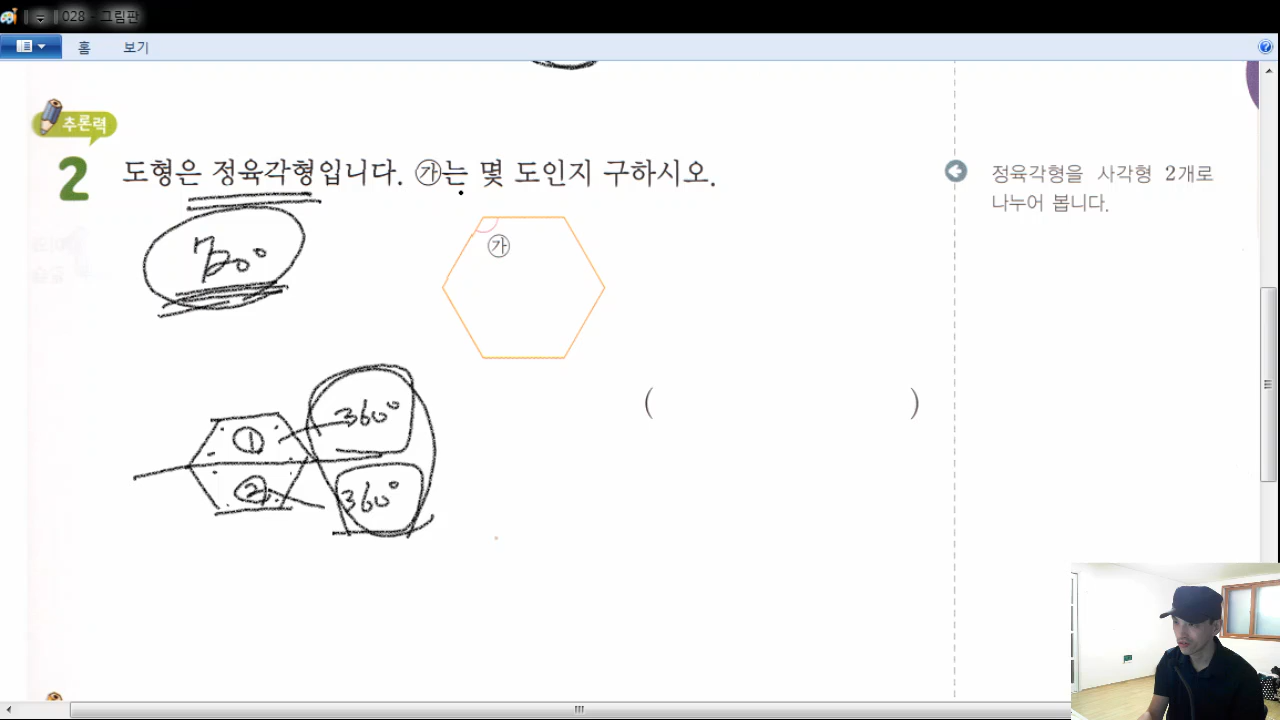 028 - 그림판
홈 보기
추론력
2 도형은 정육각형입니다. ㉮는 몇 도인지 구하시오.
정육각형을 사각형 2개로
나누어 봅니다.
720°
㉮
( )
① 360°
② 360°